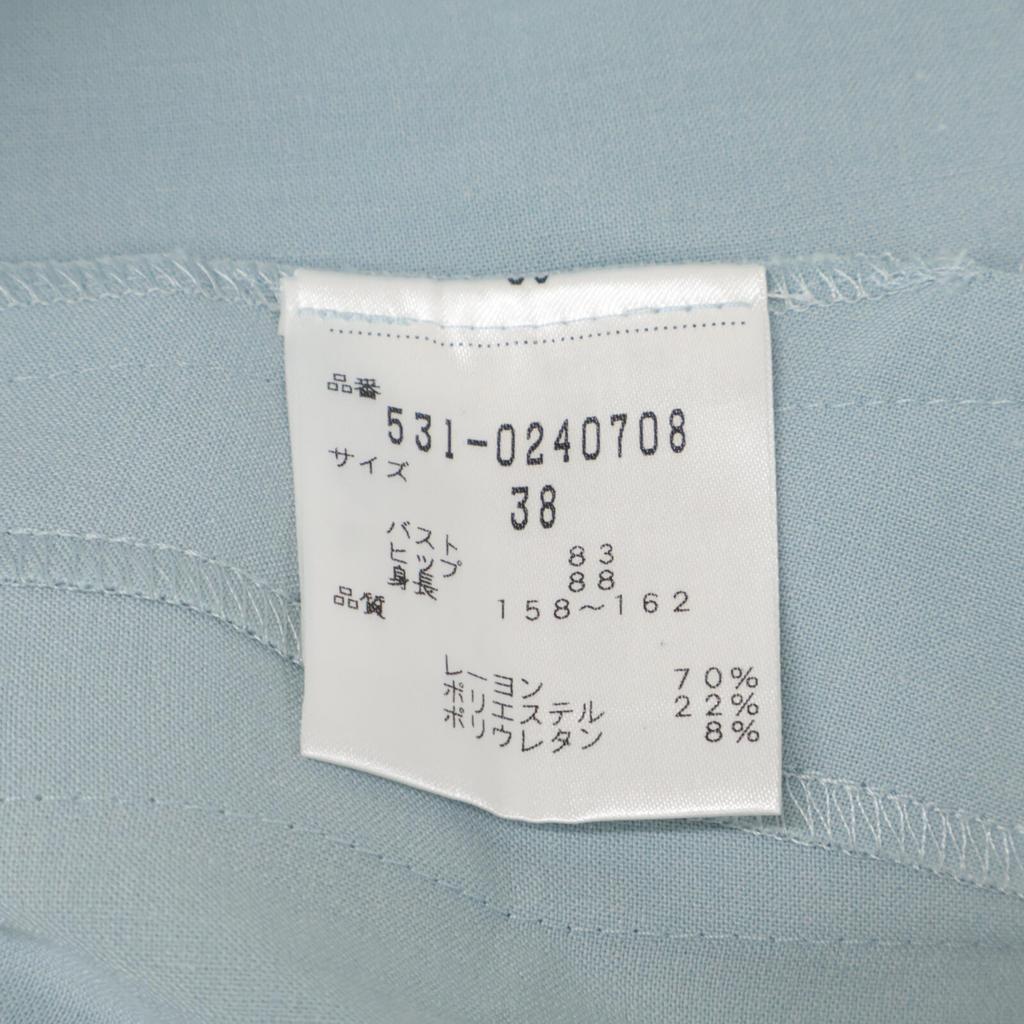 品番
531-0240708
サイズ
38
バスト 83
ヒップ 88
身長 158～162
品質
レーヨン 70%
ポリエステル 22%
ポリウレタン 8%